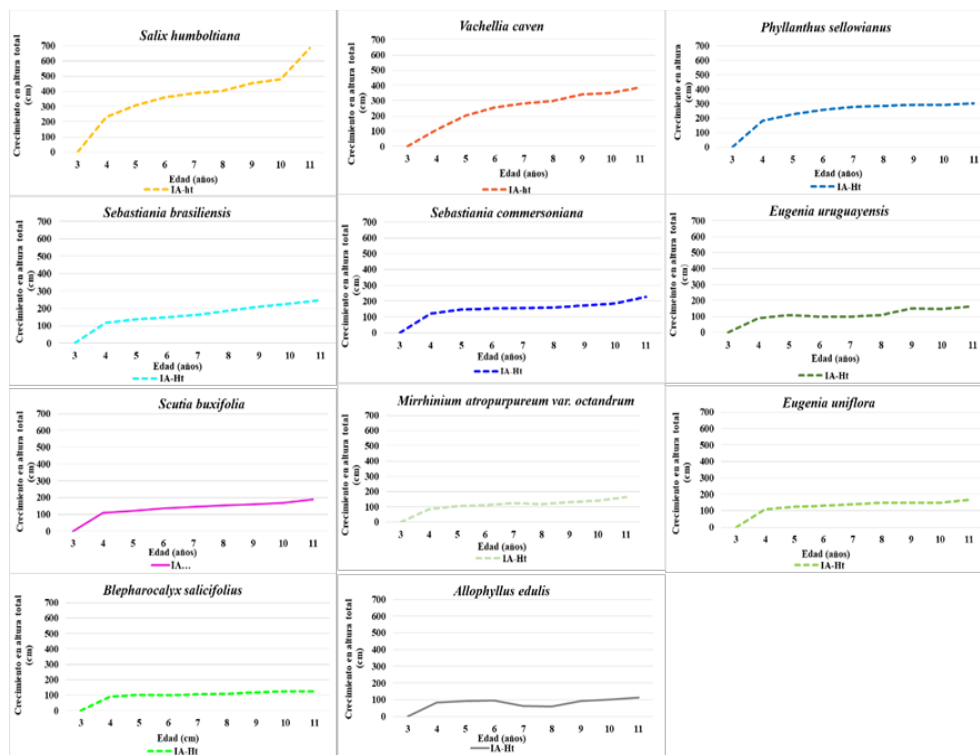 Salix humboltiana
Crecimiento en altura total
(cm)
700
600
500
400
300
200
100
0
3 4 5 6 7 8 9 10 11
Edad (años)
IA-ht
Vachellia caven
Crecimiento en altura total
(cm)
700
600
500
400
300
200
100
0
3 4 5 6 7 8 9 10 11
Edad (años)
IA-ht
Phyllanthus sellowianus
Crecimiento en altura
(cm)
700
600
500
400
300
200
100
0
3 4 5 6 7 8 9 10 11
Edad (años)
IA-Ht
Sebastiania brasiliensis
Crecimiento en altura total
(cm)
700
600
500
400
300
200
100
0
3 4 5 6 7 8 9 10 11
Edad (años)
IA-Ht
Sebastiania commersoniana
Crecimiento en altura total
(cm)
700
600
500
400
300
200
100
0
3 4 5 6 7 8 9 10 11
Edad (años)
IA-Ht
Eugenia uruguayensis
en altura total
(cm)
700
600
500
400
300
200
100
0
3 4 5 6 7 8 9 10 11
Edad (años)
IA-Ht
Scutia buxifolia
Crecimiento en altura total
(cm)
700
600
500
400
300
200
100
0
3 4 5 6 7 8 9 10 11
Edad (años)
IA…
Mirrhinium atropurpureum var. octandrum
Crecimiento en altura total
(cm)
700
600
500
400
300
200
100
0
3 4 5 6 7 8 9 10 11
Edad (años)
IA-Ht
Eugenia uniflora
Crecimiento en altura total
(cm)
700
600
500
400
300
200
100
0
3 4 5 6 7 8 9 10 11
Edad (años)
IA-Ht
Blepharocalyx salicifolius
Crecimiento en altura total
(cm)
700
600
500
400
300
200
100
0
3 4 5 6 7 8 9 10 11
Edad (cm)
IA-Ht
Allophyllus edulis
Crecimiento en altura total
(cm)
700
600
500
400
300
200
100
0
3 4 5 6 7 8 9 10 11
Edad (años)
IA-Ht